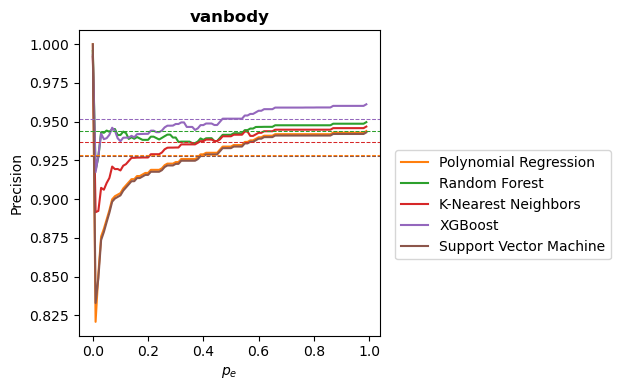 vanbody
1.000
0.975
0.950
0.925
0.900
0.875
0.850
0.825
Precision
0.0 0.2 0.4 0.6 0.8 1.0
pₑ
Polynomial Regression
Random Forest
K-Nearest Neighbors
XGBoost
Support Vector Machine